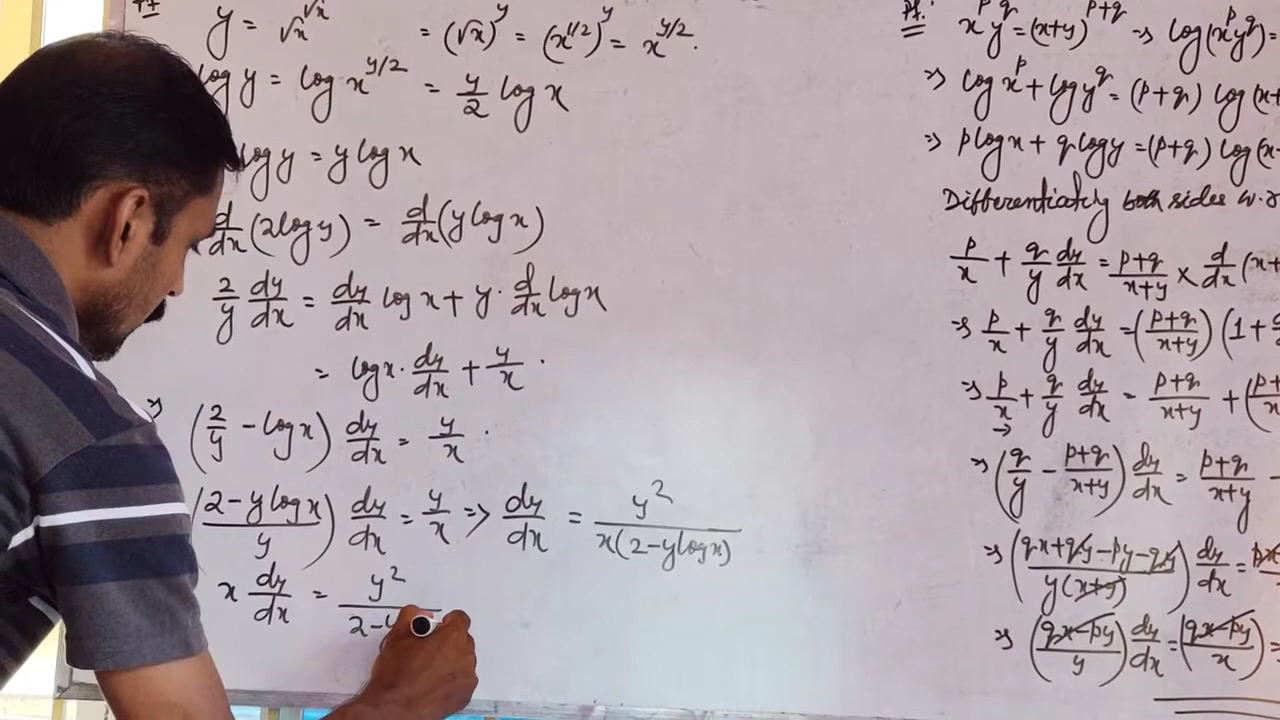 y = √x^√x = (√x)^y = (x^1/2)^y = x^y/2.
log y = log x^y/2 = y/2 log x
log y = y log x
d/dx (2 log y) = d/dx (y log x)
2/y dy/dx = dy/dx log x + y · d/dx log x
= log x · dy/dx + y/x ·
⇒ (2/y - log x) dy/dx = y/x ·
(2 - y log x / y) dy/dx = y/x ⇒ dy/dx = y^2 / x(2 - y log x)
x dy/dx = y^2 / 2 - y
Pf:
x^p y^q = (x+y)^p+q ⇒ log(x^p y^q) =
⇒ log x^p + log y^q = (p+q) log (x+
⇒ p log x + q log y = (p+q) log (x-
Differentiating both sides w.r
p/x + q/y dy/dx = p+q/x+y × d/dx (x+
⇒ p/x + q/y dy/dx = (p+q/x+y) (1+
⇒ p/x + q/y dy/dx = p+q/x+y + (p+
⇒ (q/y - p+q/x+y) dy/dx = p+q/x+y -
⇒ (qx+qy-py-qy / y(x+y)) dy/dx =
⇒ (qx-py / y) dy/dx = (qx-py / x) =